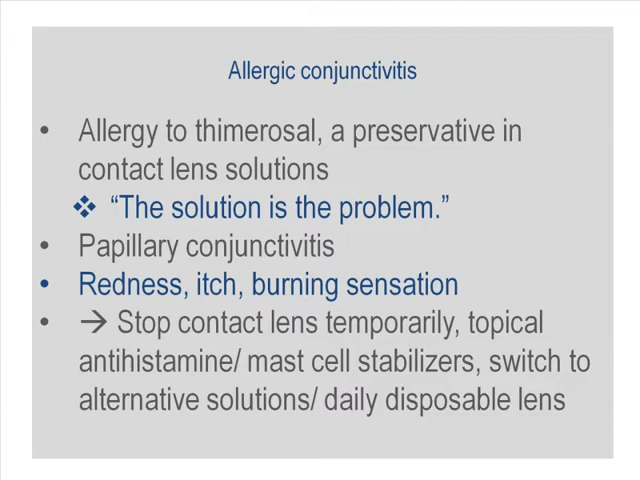 Allergic conjunctivitis
• Allergy to thimerosal, a preservative in
contact lens solutions
❖ “The solution is the problem.”
• Papillary conjunctivitis
• Redness, itch, burning sensation
• → Stop contact lens temporarily, topical
antihistamine/ mast cell stabilizers, switch to
alternative solutions/ daily disposable lens